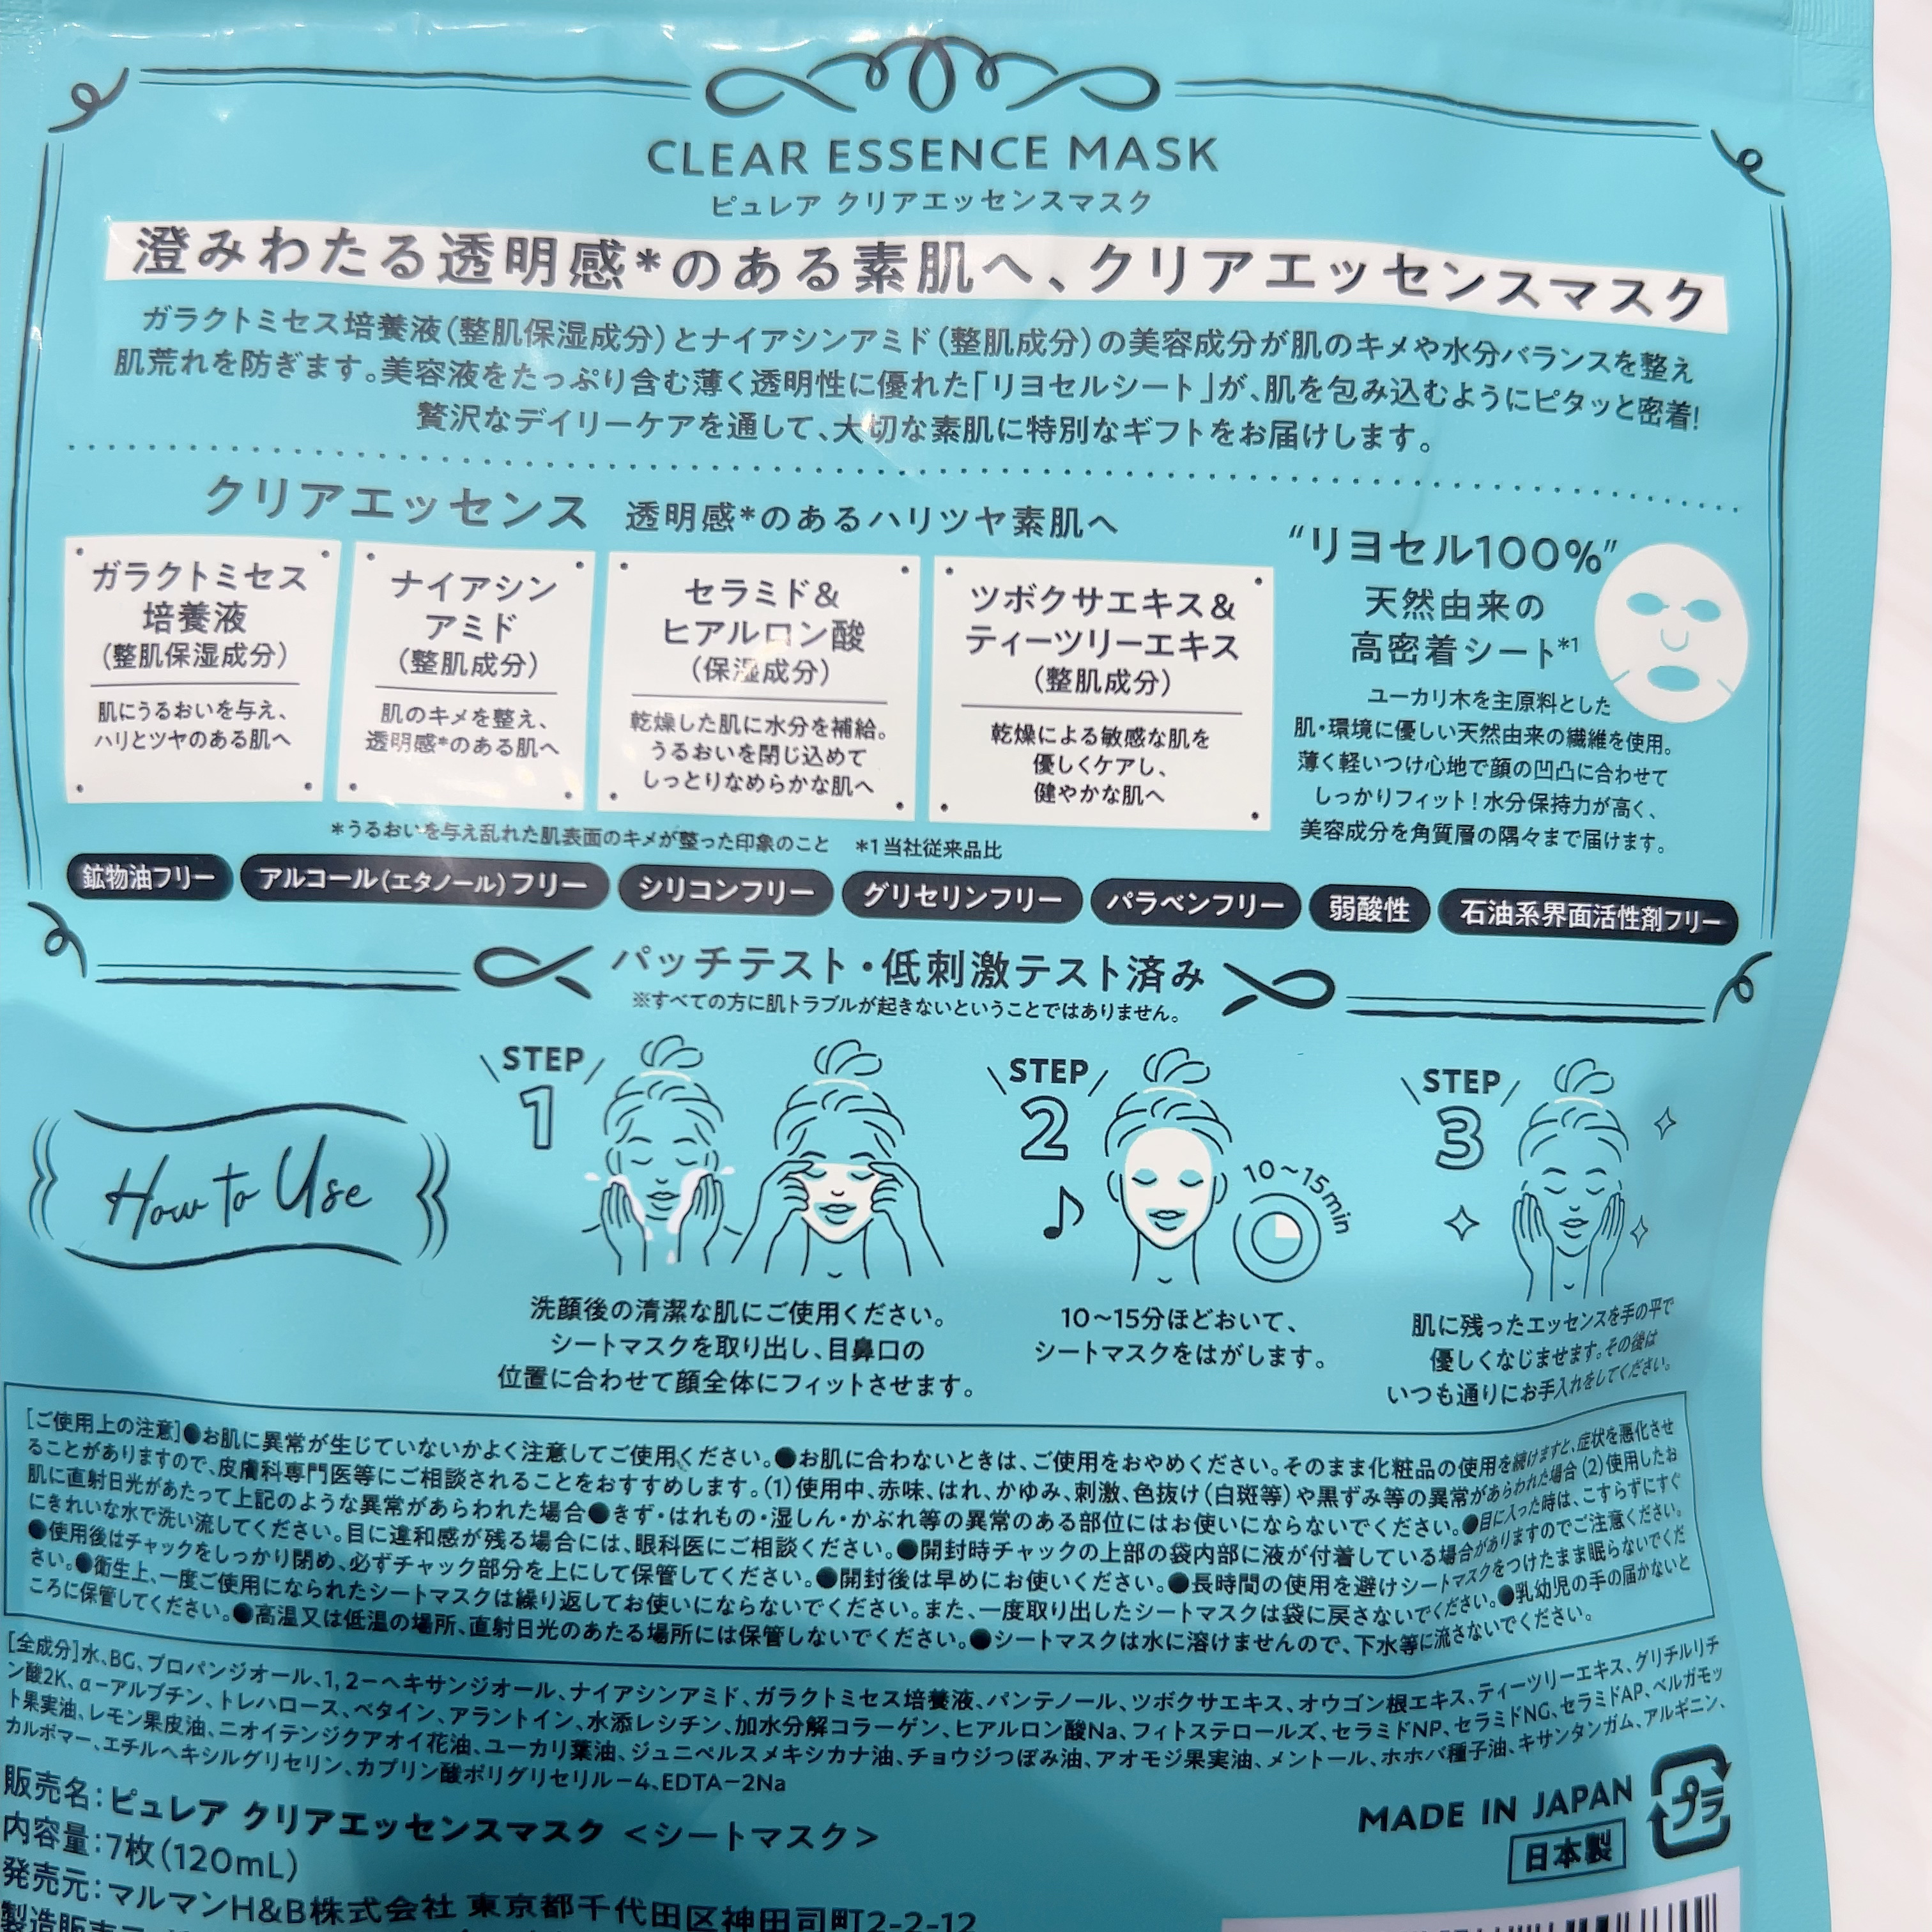 CLEAR ESSENCE MASK
ピュレア クリアエッセンスマスク
澄みわたる透明感*のある素肌へ、クリアエッセンスマスク
ガラクトミセス培養液(整肌保湿成分)とナイアシンアミド(整肌成分)の美容成分が肌のキメや水分バランスを整え
肌荒れを防ぎます。美容液をたっぷり含む薄く透明性に優れた「リヨセルシート」が、肌を包み込むようにピタッと密着!
贅沢なデイリーケアを通して、大切な素肌に特別なギフトをお届けします。
クリアエッセンス 透明感*のあるハリツヤ素肌へ
ガラクトミセス
培養液
(整肌保湿成分)
肌にうるおいを与え、
ハリとツヤのある肌へ
ナイアシン
アミド
(整肌成分)
肌のキメを整え、
透明感*のある肌へ
セラミド&
ヒアルロン酸
(保湿成分)
乾燥した肌に水分を補給。
うるおいを閉じ込めて
しっとりなめらかな肌へ
ツボクサエキス&
ティーツリーエキス
(整肌成分)
乾燥による敏感な肌を
優しくケアし、
健やかな肌へ
“リヨセル100%”
天然由来の
高密着シート*1
ユーカリ木を主原料とした
肌・環境に優しい天然由来の繊維を使用。
薄く軽いつけ心地で顔の凹凸に合わせて
しっかりフィット!水分保持力が高く、
美容成分を角質層の隅々まで届けます。
*うるおいを与え乱れた肌表面のキメが整った印象のこと *1当社従来品比
鉱物油フリー アルコール(エタノール)フリー シリコンフリー グリセリンフリー パラベンフリー 弱酸性 石油系界面活性剤フリー
パッチテスト・低刺激テスト済み
※すべての方に肌トラブルが起きないということではありません。
How to Use
STEP
1
洗顔後の清潔な肌にご使用ください。
シートマスクを取り出し、目鼻口の
位置に合わせて顔全体にフィットさせます。
STEP
2
10~15min
10~15分ほどおいて、
シートマスクをはがします。
STEP
3
肌に残ったエッセンスを手の平で
優しくなじませます。その後は
いつも通りにお手入れをしてください。
[ご使用上の注意]●お肌に異常が生じていないかよく注意してご使用ください。●お肌に合わないときは、ご使用をおやめください。そのまま化粧品の使用を続けますと、症状を悪化させ
ることがありますので、皮膚科専門医等にご相談されることをおすすめします。(1)使用中、赤味、はれ、かゆみ、刺激、色抜け(白斑等)や黒ずみ等の異常があらわれた場合(2)使用したお
肌に直射日光があたって上記のような異常があらわれた場合●きず・はれもの・湿しん・かぶれ等の異常のある部位にはお使いにならないでください。●目に入った時は、こすらずにすぐ
にきれいな水で洗い流してください。目に違和感が残る場合には、眼科医にご相談ください。●開封時チャックの上部の袋内部に液が付着している場合がありますのでご注意ください。
●使用後はチャックをしっかり閉め、必ずチャック部分を上にして保管してください。●開封後は早めにお使いください。●長時間の使用を避けシートマスクをつけたまま眠らないでくだ
さい。●衛生上、一度ご使用になられたシートマスクは繰り返してお使いにならないでください。また、一度取り出したシートマスクは袋に戻さないでください。●乳幼児の手の届かないと
ころに保管してください。●高温又は低温の場所、直射日光のあたる場所には保管しないでください。●シートマスクは水に溶けませんので、下水等に流さないでください。
[全成分]水、BG、プロパンジオール、1,2-ヘキサンジオール、ナイアシンアミド、ガラクトミセス培養液、パンテノール、ツボクサエキス、オウゴン根エキス、ティーツリーエキス、グリチルリチ
ン酸2K、α-アルブチン、トレハロース、ベタイン、アラントイン、水添レシチン、加水分解コラーゲン、ヒアルロン酸Na、フィトステロールズ、セラミドNP、セラミドNG、セラミドAP、ベルガモッ
ト果実油、レモン果皮油、ニオイテンジクアオイ花油、ユーカリ葉油、ジュニペルスメキシカナ油、チョウジつぼみ油、アオモジ果実油、メントール、ホホバ種子油、キサンタンガム、アルギニン、
カルボマー、エチルヘキシルグリセリン、カプリン酸ポリグリセリル-4、EDTA-2Na
販売名:ピュレア クリアエッセンスマスク <シートマスク>
内容量:7枚(120mL)
発売元:マルマンH&B株式会社 東京都千代田区神田司町2-2-12
MADE IN JAPAN
日本製
プラ